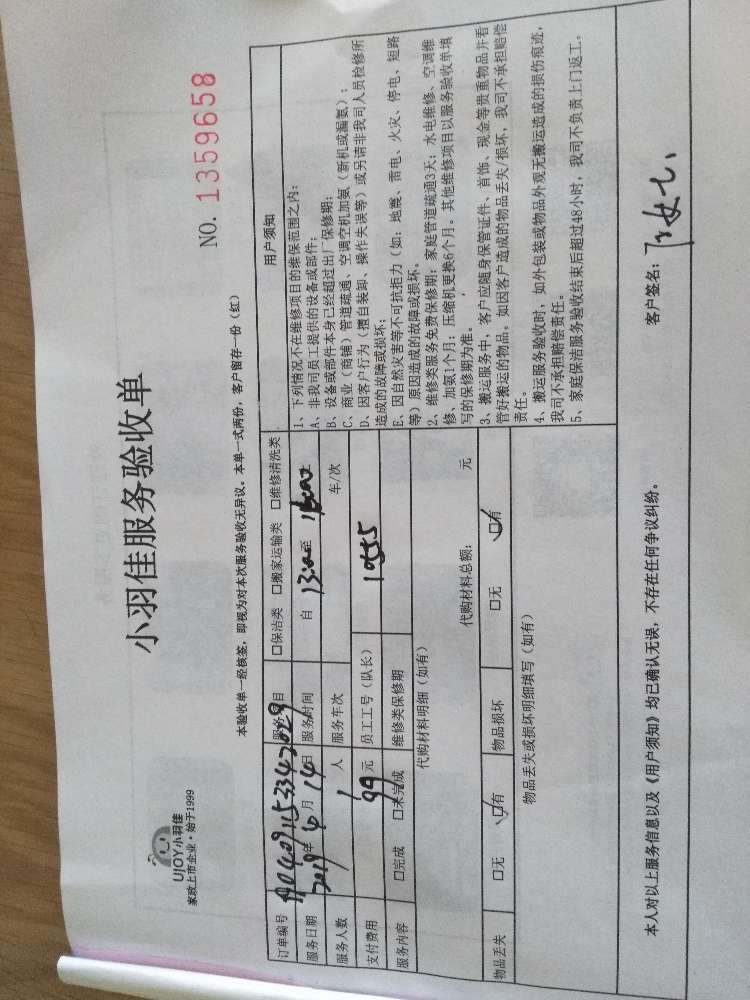 UJOY小羽佳
家政上市企业·始于1999
小羽佳服务验收单
NO. 1359658
本验收单一经核签，即视为对本次服务验收无异议。本单一式两份，客户留存一份（红）
订单编号
服务项目 口保洁类 口搬家运输类 口维修清洗类
服务日期 2019年4月14日 服务时间 自 13:00 至
服务人数 1 人 服务车次 车/次
支付费用 99 元 员工工号（队长）
服务内容 口完成 口未完成 维修类保修期
代购材料明细（如有）
代购材料总额： 元
物品丢失 口无 口有 物品损坏 口无 口有
物品丢失或损坏明细填写（如有）
用户须知
1、下列情况不在维修项目的维保范围之内：
A、非我司员工提供的设备或部件；
B、设备或部件本身已经超过出厂保修期；
C、商业（商铺）管道疏通、空调空机加氨（新机或漏氨）；
D、因客户行为（擅自装卸、操作失误等）或另请非我司人员检修所
造成的故障或损坏；
E、因自然灾害等不可抗拒力（如：地震、雷电、火灾、停电、短路
等）原因造成的故障或损坏。
2、维修类服务免费保修期：家庭管道疏通3天；水电维修、空调维
修、加氨1个月；压缩机更换6个月。其他维修项目以服务验收单填
写的保修期为准。
3、搬运服务中，客户应随身保管证件、首饰、现金等贵重物品并看
管好搬运的物品。如因客户造成的物品丢失/损坏，我司不承担赔偿
责任。
4、搬运服务验收时，如外包装或物品外观无搬运造成的损伤痕迹，
我司不承担赔偿责任。
5、家庭保洁服务验收结束后超过48小时，我司不负责上门返工。
本人对以上服务信息以及《用户须知》均已确认无误，不存在任何争议纠纷。
客户签名：